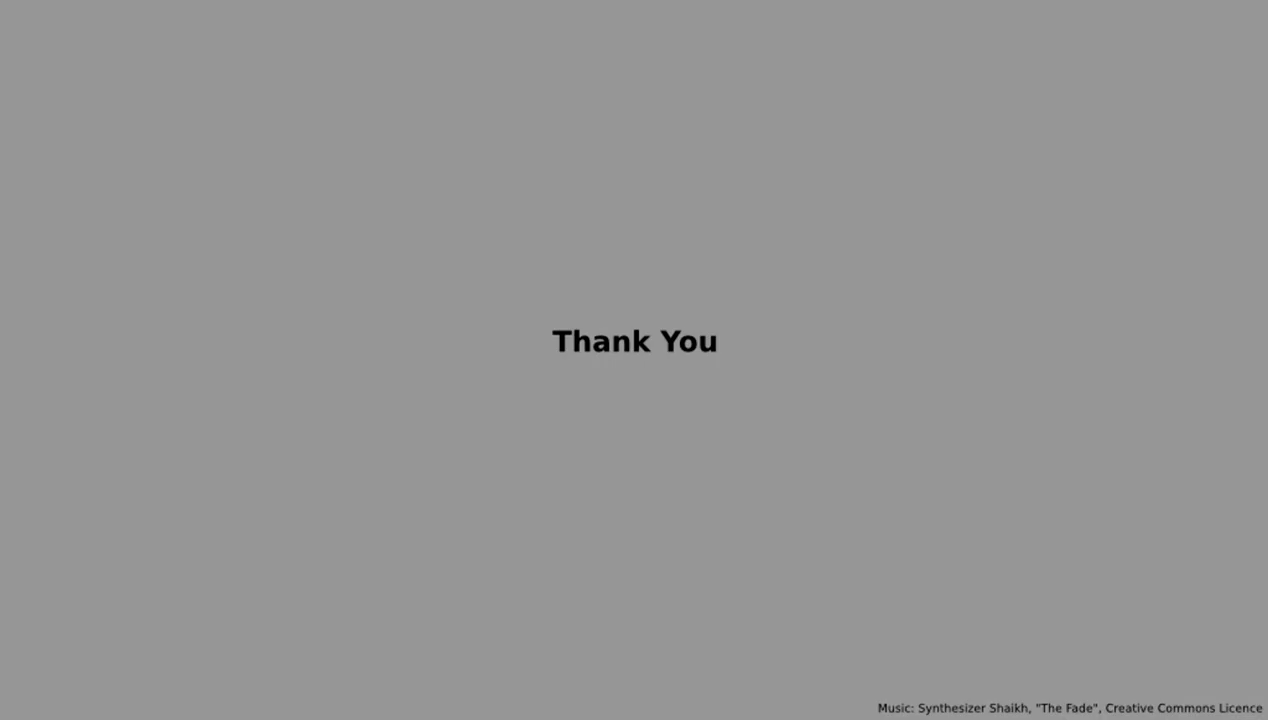 Thank You
Music: Synthesizer Shaikh, "The Fade", Creative Commons Licence